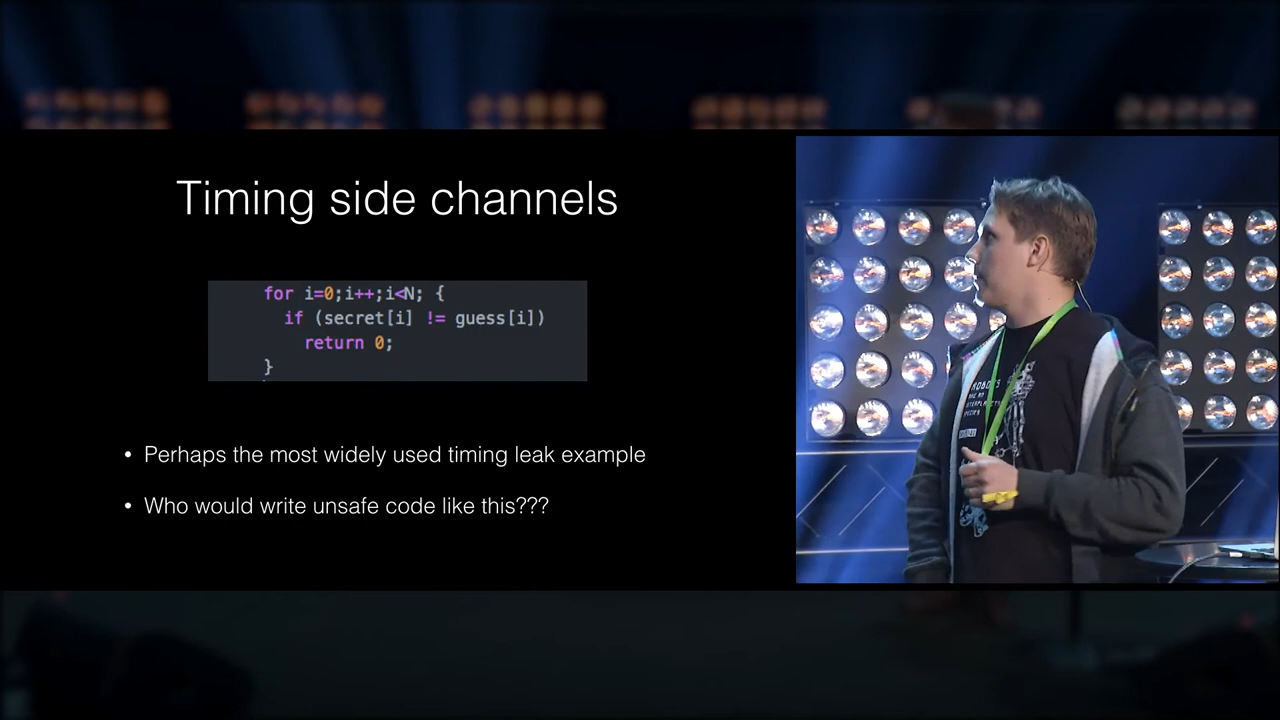 Timing side channels
for i=0;i++;i<N; {
if (secret[i] != guess[i])
return 0;
}
• Perhaps the most widely used timing leak example
• Who would write unsafe code like this???
ROBOTS